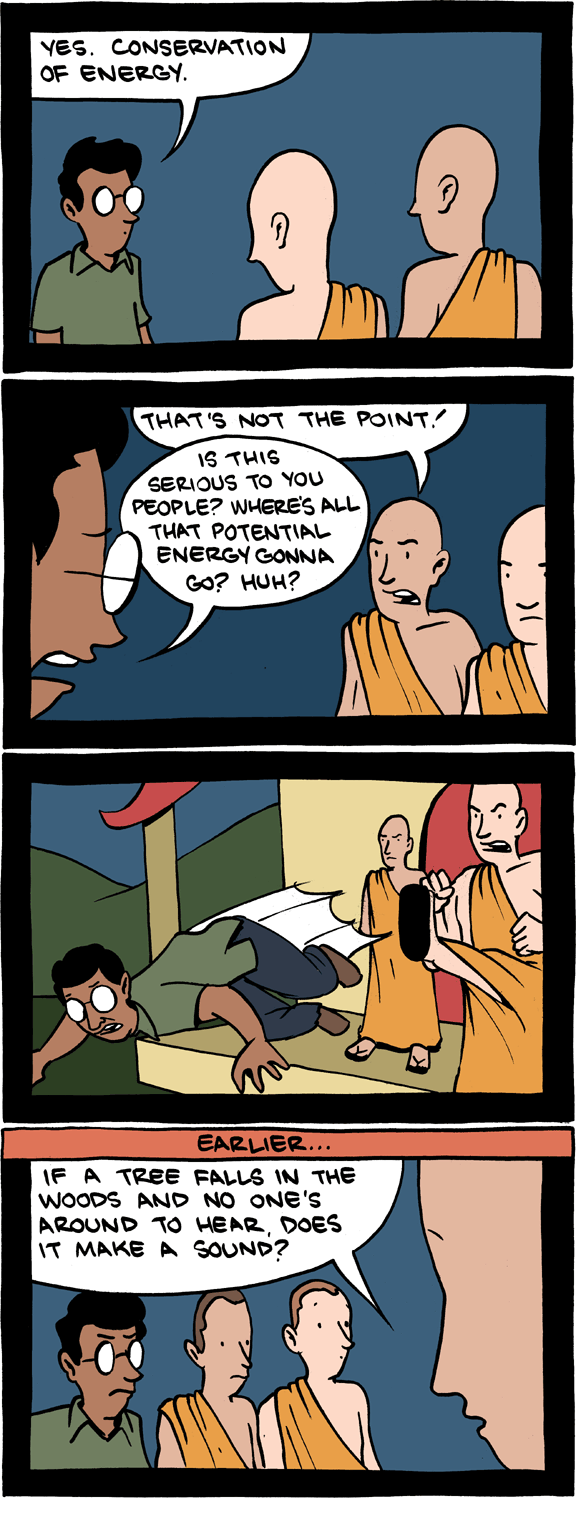 YES. CONSERVATION
OF ENERGY.
THAT'S NOT THE POINT!
IS THIS
SERIOUS TO YOU
PEOPLE? WHERE'S ALL
THAT POTENTIAL
ENERGY GONNA
GO? HUH?
EARLIER...
IF A TREE FALLS IN THE
WOODS AND NO ONE'S
AROUND TO HEAR, DOES
IT MAKE A SOUND?